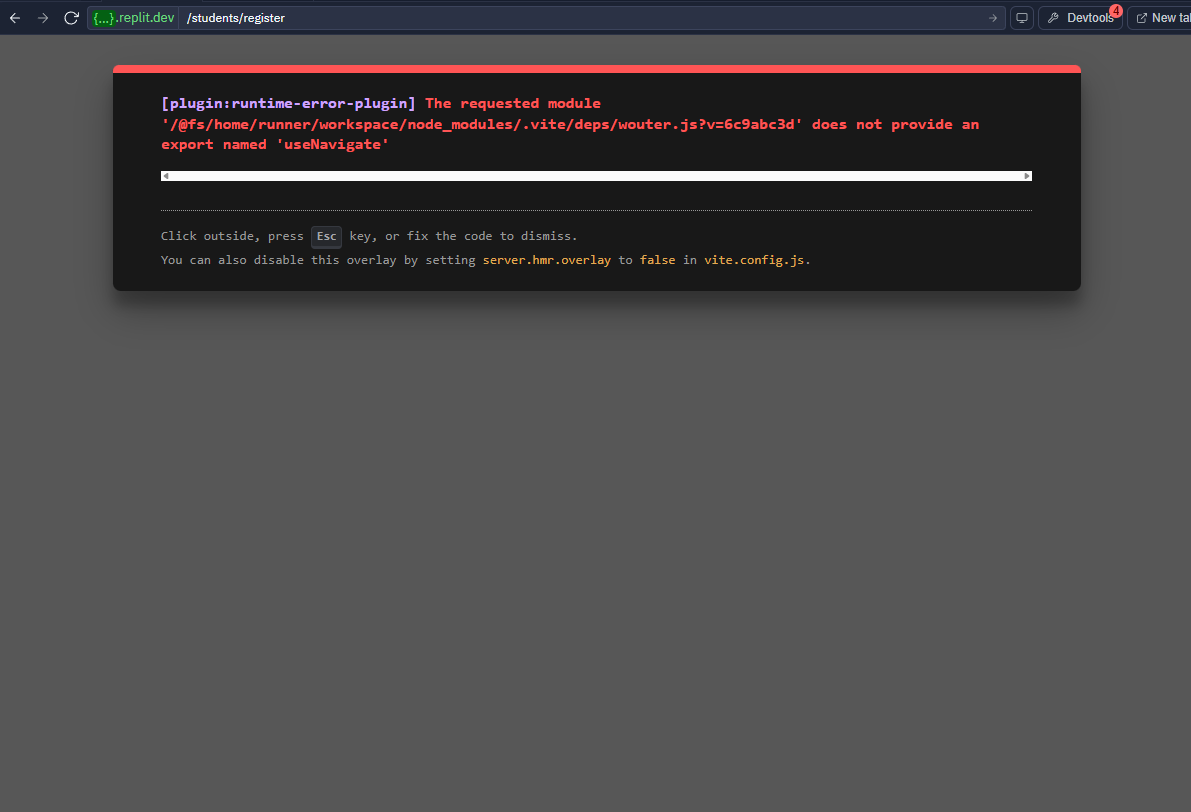 {...}.replit.dev /students/register Devtools 4 New
[plugin:runtime-error-plugin] The requested module
'/@fs/home/runner/workspace/node_modules/.vite/deps/wouter.js?v=6c9abc3d' does not provide an
export named 'useNavigate'
Click outside, press Esc key, or fix the code to dismiss.
You can also disable this overlay by setting server.hmr.overlay to false in vite.config.js.